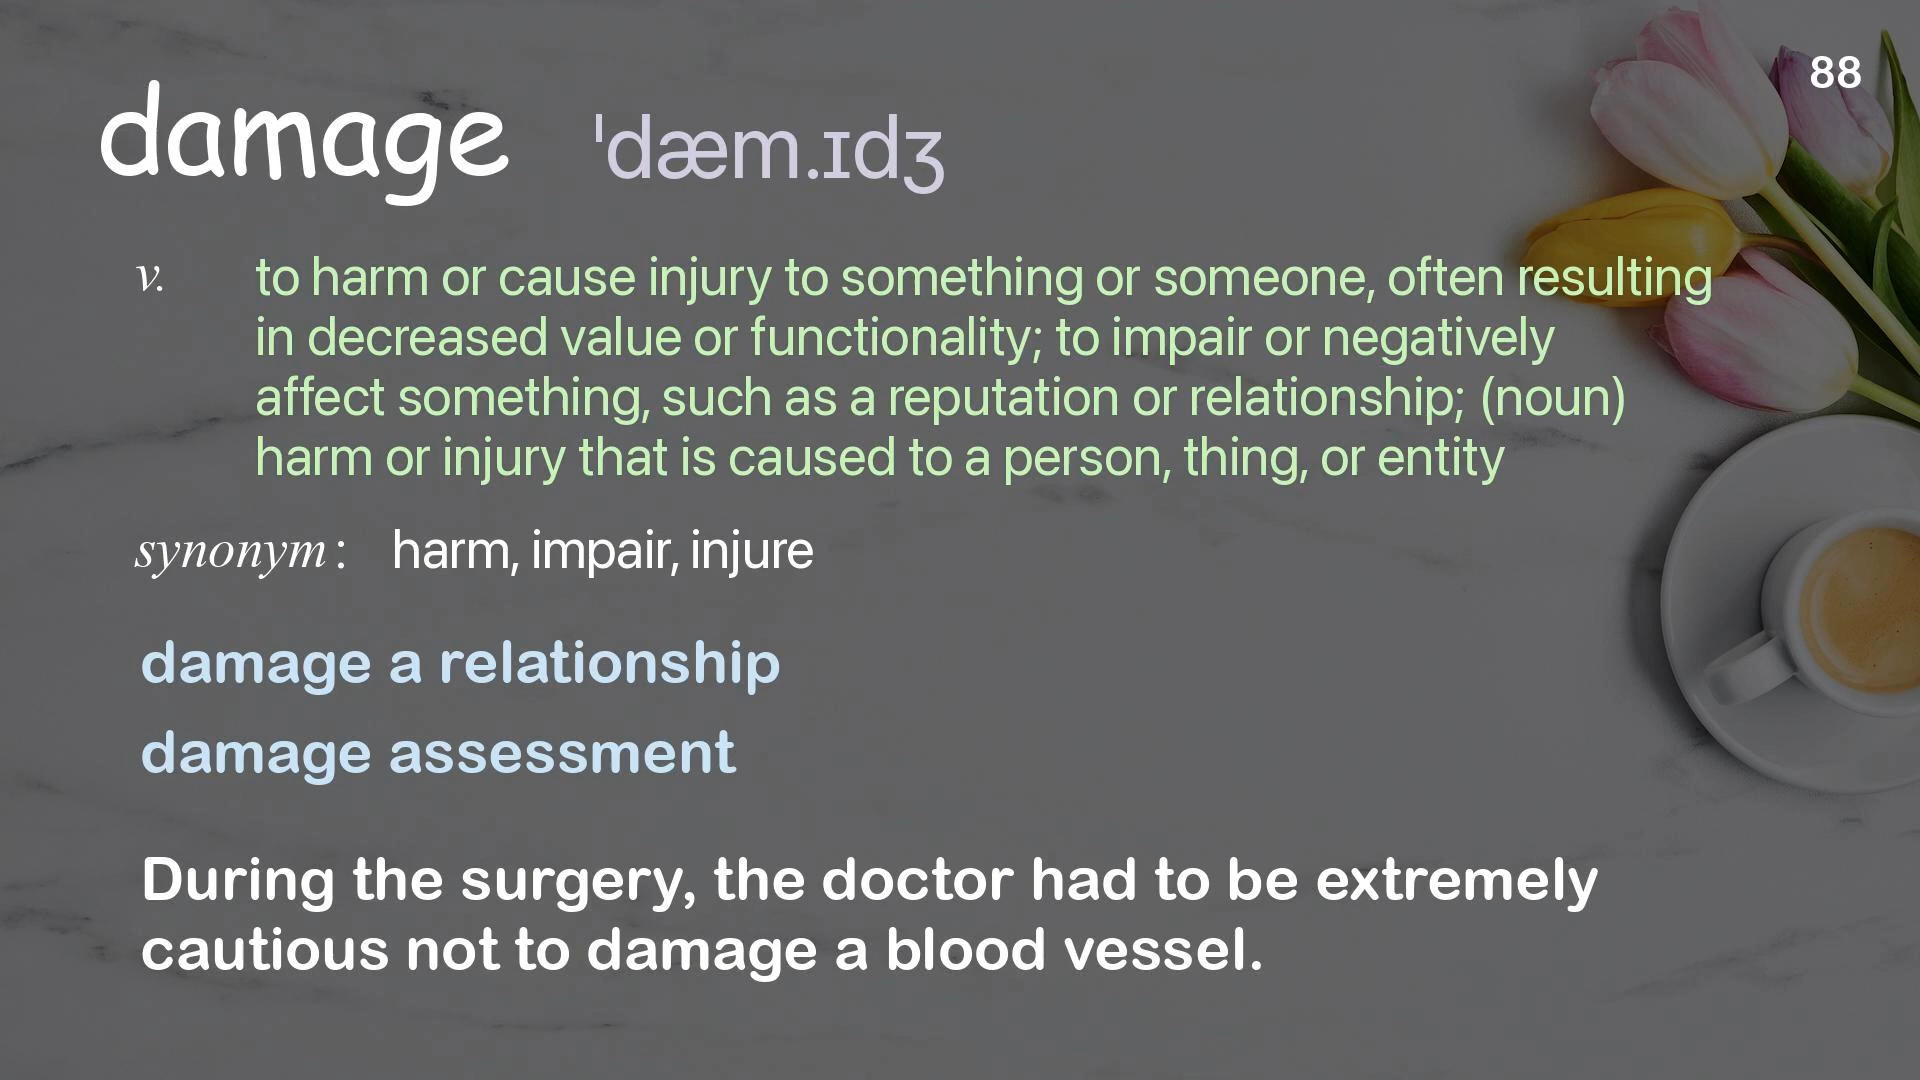 88
damage ˈdæm.ɪdʒ
v. to harm or cause injury to something or someone, often resulting
in decreased value or functionality; to impair or negatively
affect something, such as a reputation or relationship; (noun)
harm or injury that is caused to a person, thing, or entity
synonym: harm, impair, injure
damage a relationship
damage assessment
During the surgery, the doctor had to be extremely
cautious not to damage a blood vessel.